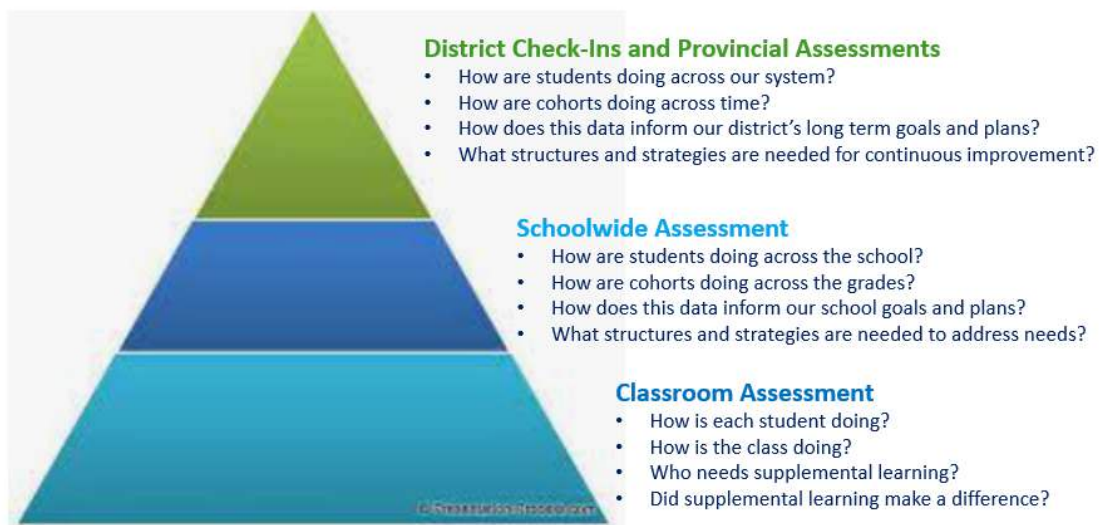 District Check-Ins and Provincial Assessments
• How are students doing across our system?
• How are cohorts doing across time?
• How does this data inform our district's long term goals and plans?
• What structures and strategies are needed for continuous improvement?
Schoolwide Assessment
• How are students doing across the school?
• How are cohorts doing across the grades?
• How does this data inform our school goals and plans?
• What structures and strategies are needed to address needs?
Classroom Assessment
• How is each student doing?
• How is the class doing?
• Who needs supplemental learning?
• Did supplemental learning make a difference?